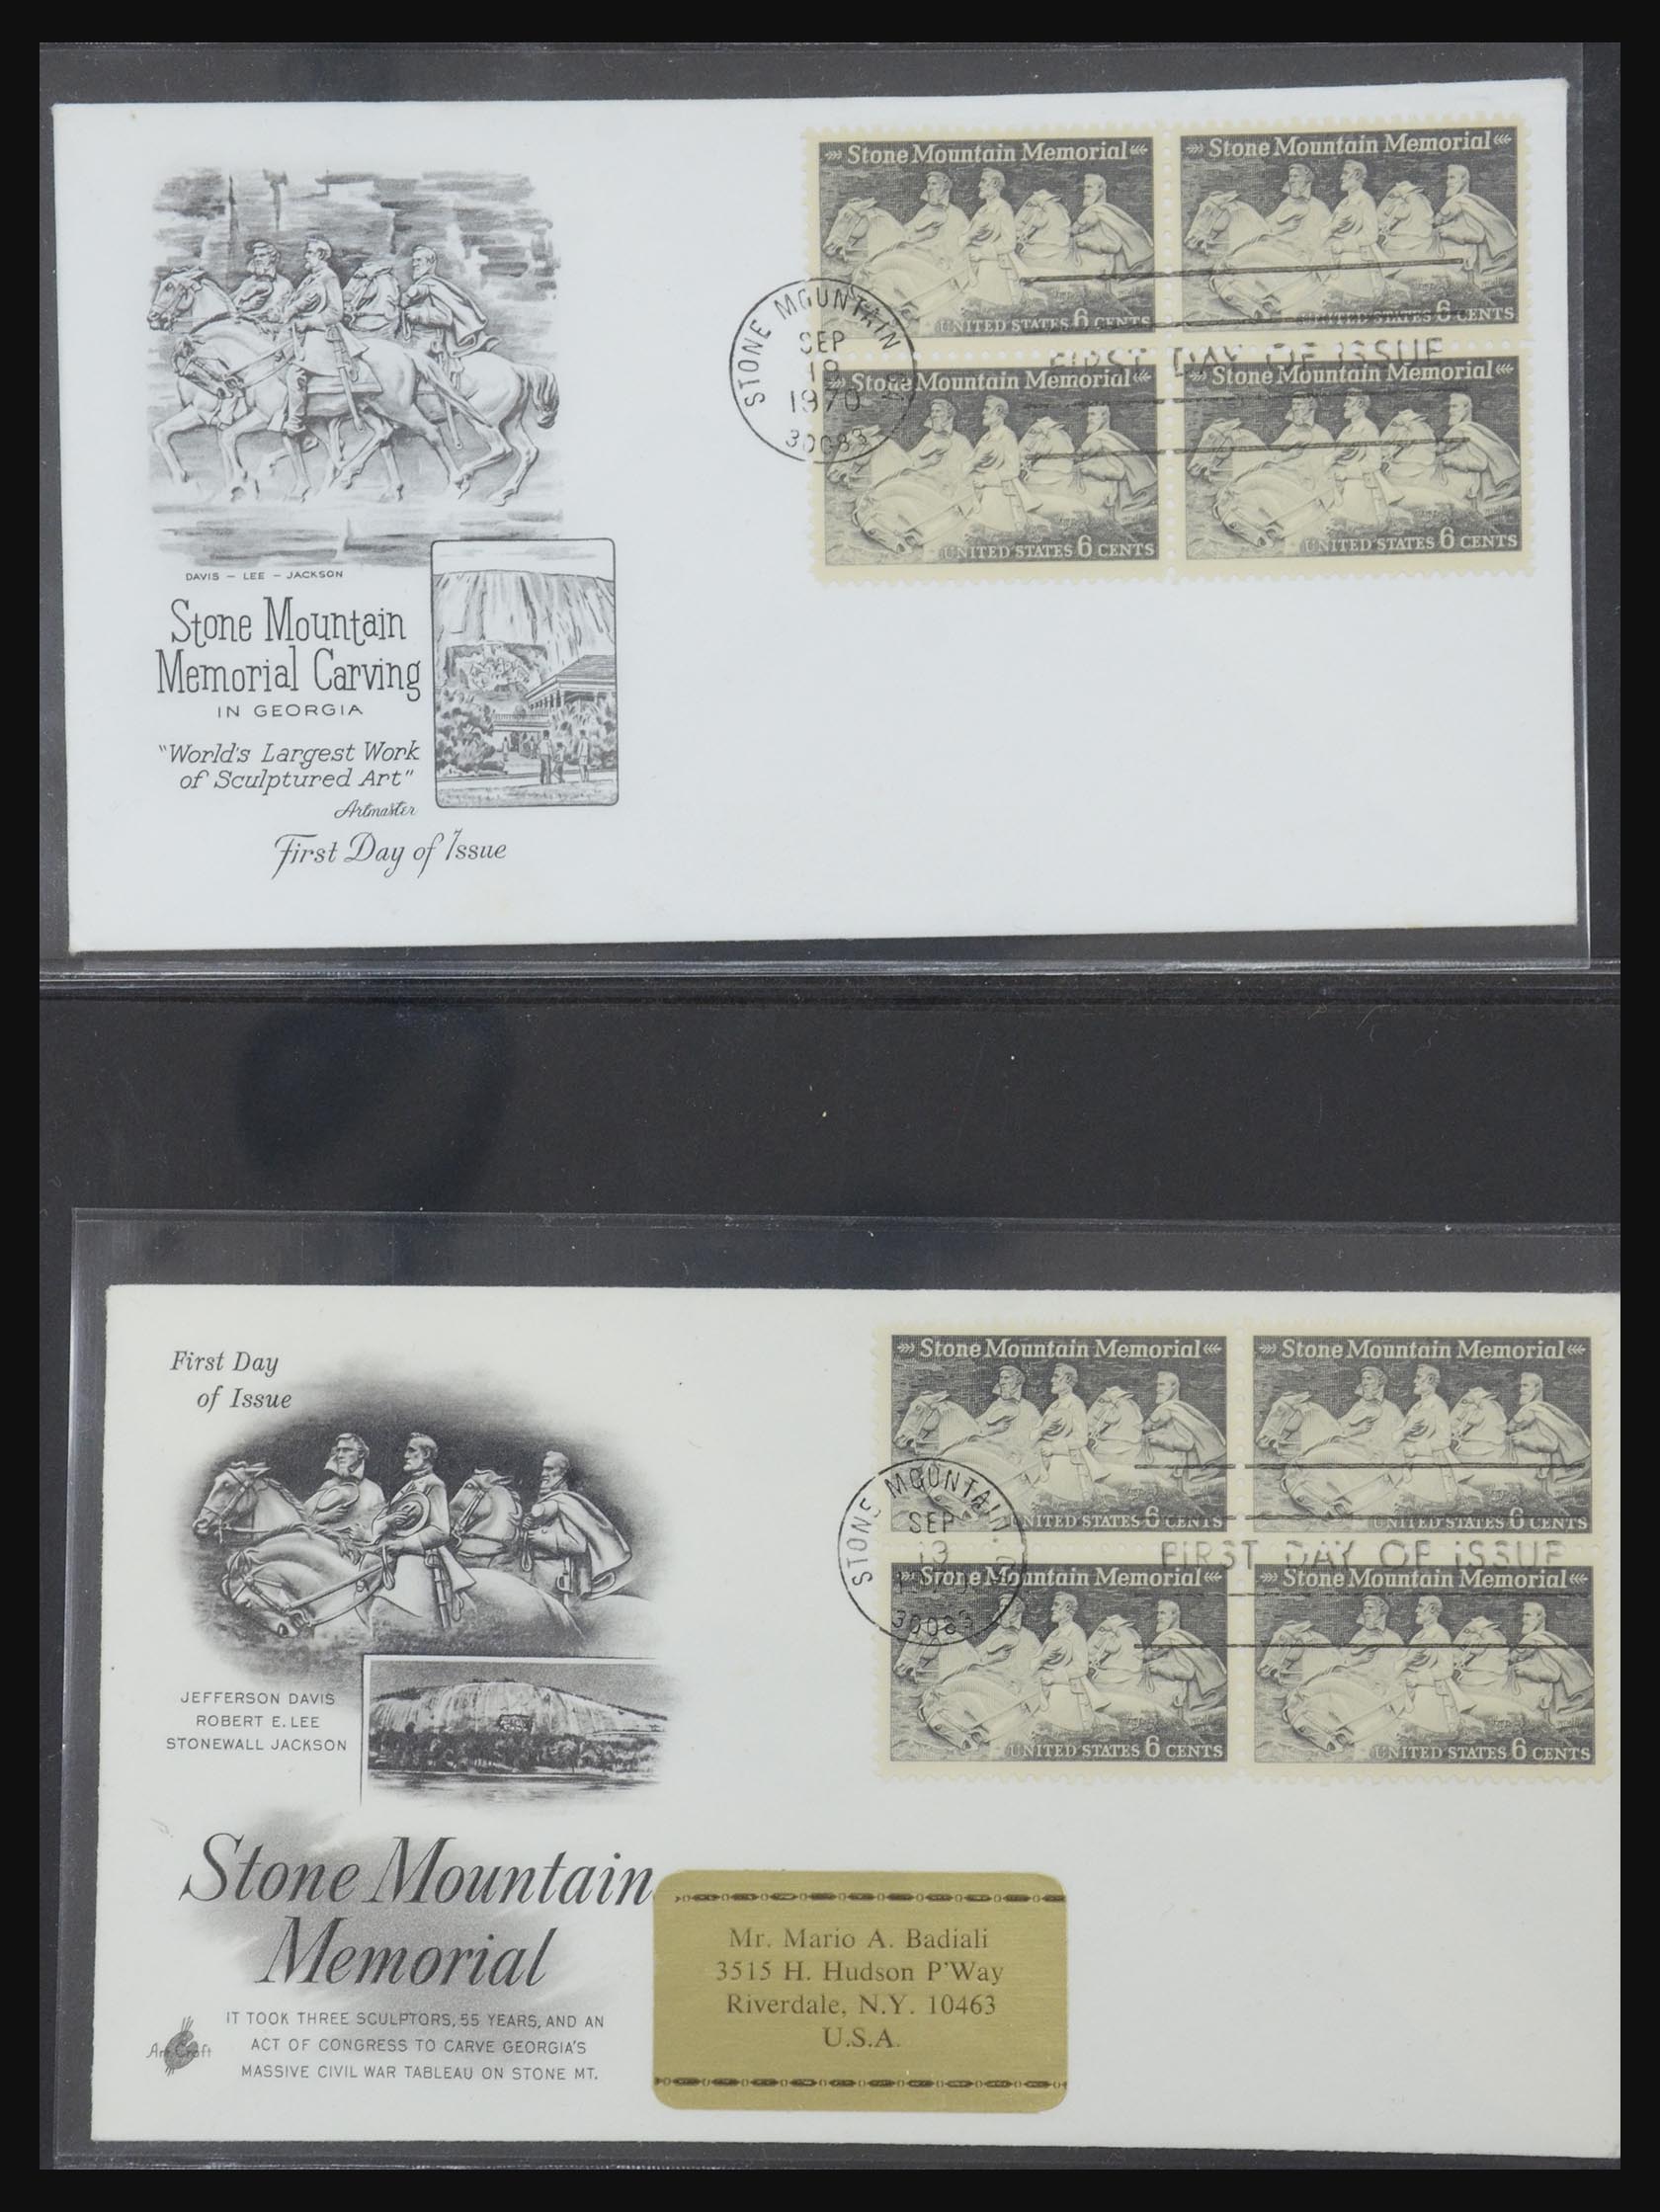 DAVIS – LEE – JACKSON
Stone Mountain
Memorial Carving
IN GEORGIA
"World's Largest Work
of Sculptured Art"
Artmaster
First Day of Issue
STONE MOUNTAIN
SEP
1970
30083
Stone Mountain Memorial
UNITED STATES 6 CENTS
Stone Mountain Memorial
UNITED STATES 6 CENTS
FIRST DAY OF ISSUE
Stone Mountain Memorial
UNITED STATES 6 CENTS
Stone Mountain Memorial
UNITED STATES 6 CENTS
First Day
of Issue
JEFFERSON DAVIS
ROBERT E. LEE
STONEWALL JACKSON
Stone Mountain
Memorial
IT TOOK THREE SCULPTORS, 55 YEARS, AND AN
ACT OF CONGRESS TO CARVE GEORGIA'S
MASSIVE CIVIL WAR TABLEAU ON STONE MT.
Art Craft
STONE MOUNTAIN
SEP
30083
Stone Mountain Memorial
UNITED STATES 6 CENTS
Stone Mountain Memorial
UNITED STATES 6 CENTS
FIRST DAY OF ISSUE
Stone Mountain Memorial
UNITED STATES 6 CENTS
Stone Mountain Memorial
UNITED STATES 6 CENTS
Mr. Mario A. Badiali
3515 H. Hudson P'Way
Riverdale, N.Y. 10463
U.S.A.